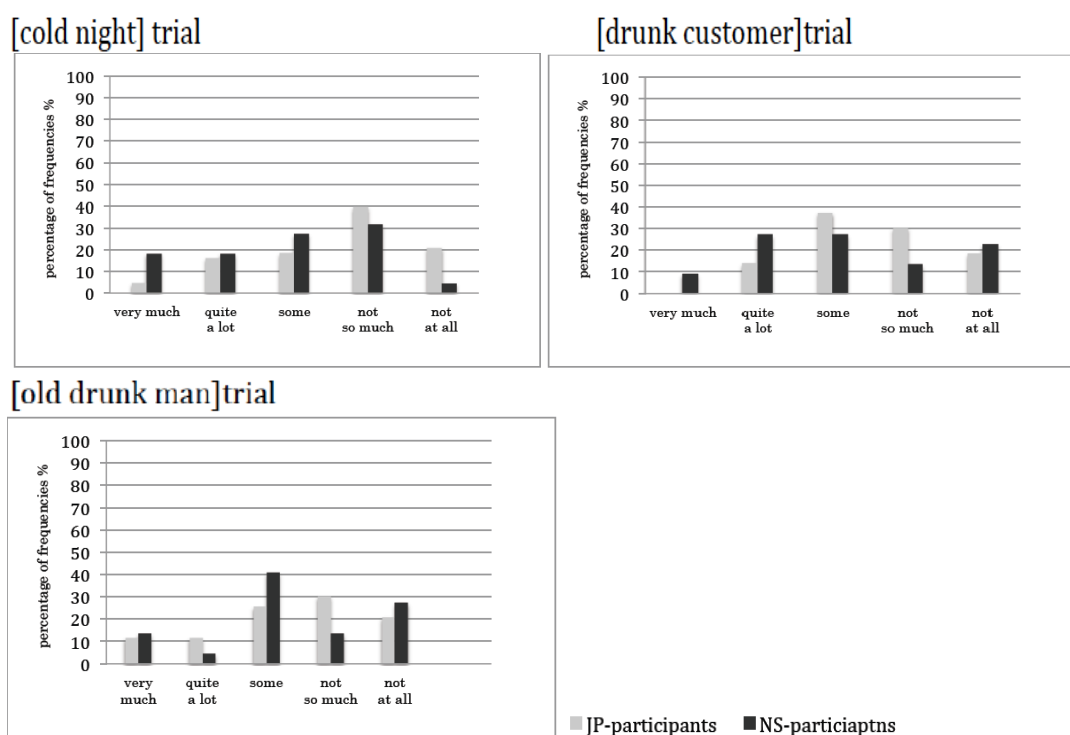 [cold night] trial
[drunk customer]trial
percentage of frequencies %
100
90
80
70
60
50
40
30
20
10
0
very much
quite
a lot
some
not
so much
not
at all
percentage of frequencies %
100
90
80
70
60
50
40
30
20
10
0
very much
quite
a lot
some
not
so much
not
at all
[old drunk man]trial
percentage of frequencies %
100
90
80
70
60
50
40
30
20
10
0
very
much
quite
a lot
some
not
so much
not
at all
JP-participants
NS-particiaptns